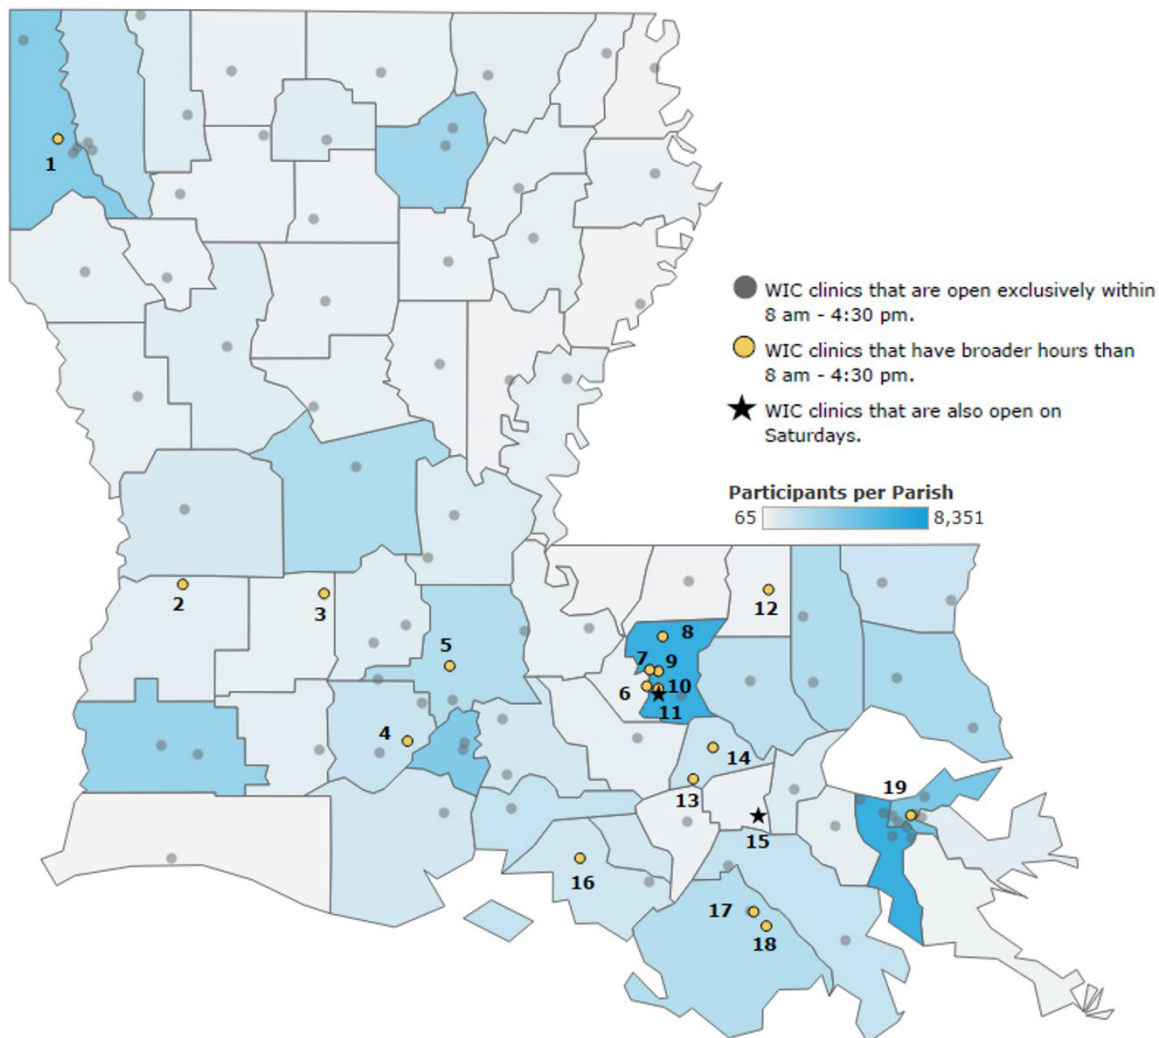 1
WIC clinics that are open exclusively within
8 am - 4:30 pm.
WIC clinics that have broader hours than
8 am - 4:30 pm.
WIC clinics that are also open on
Saturdays.
Participants per Parish
65 8,351
2
3
12
8
5
7 9
6 10
11
4
14
13
19
15
16
17
18